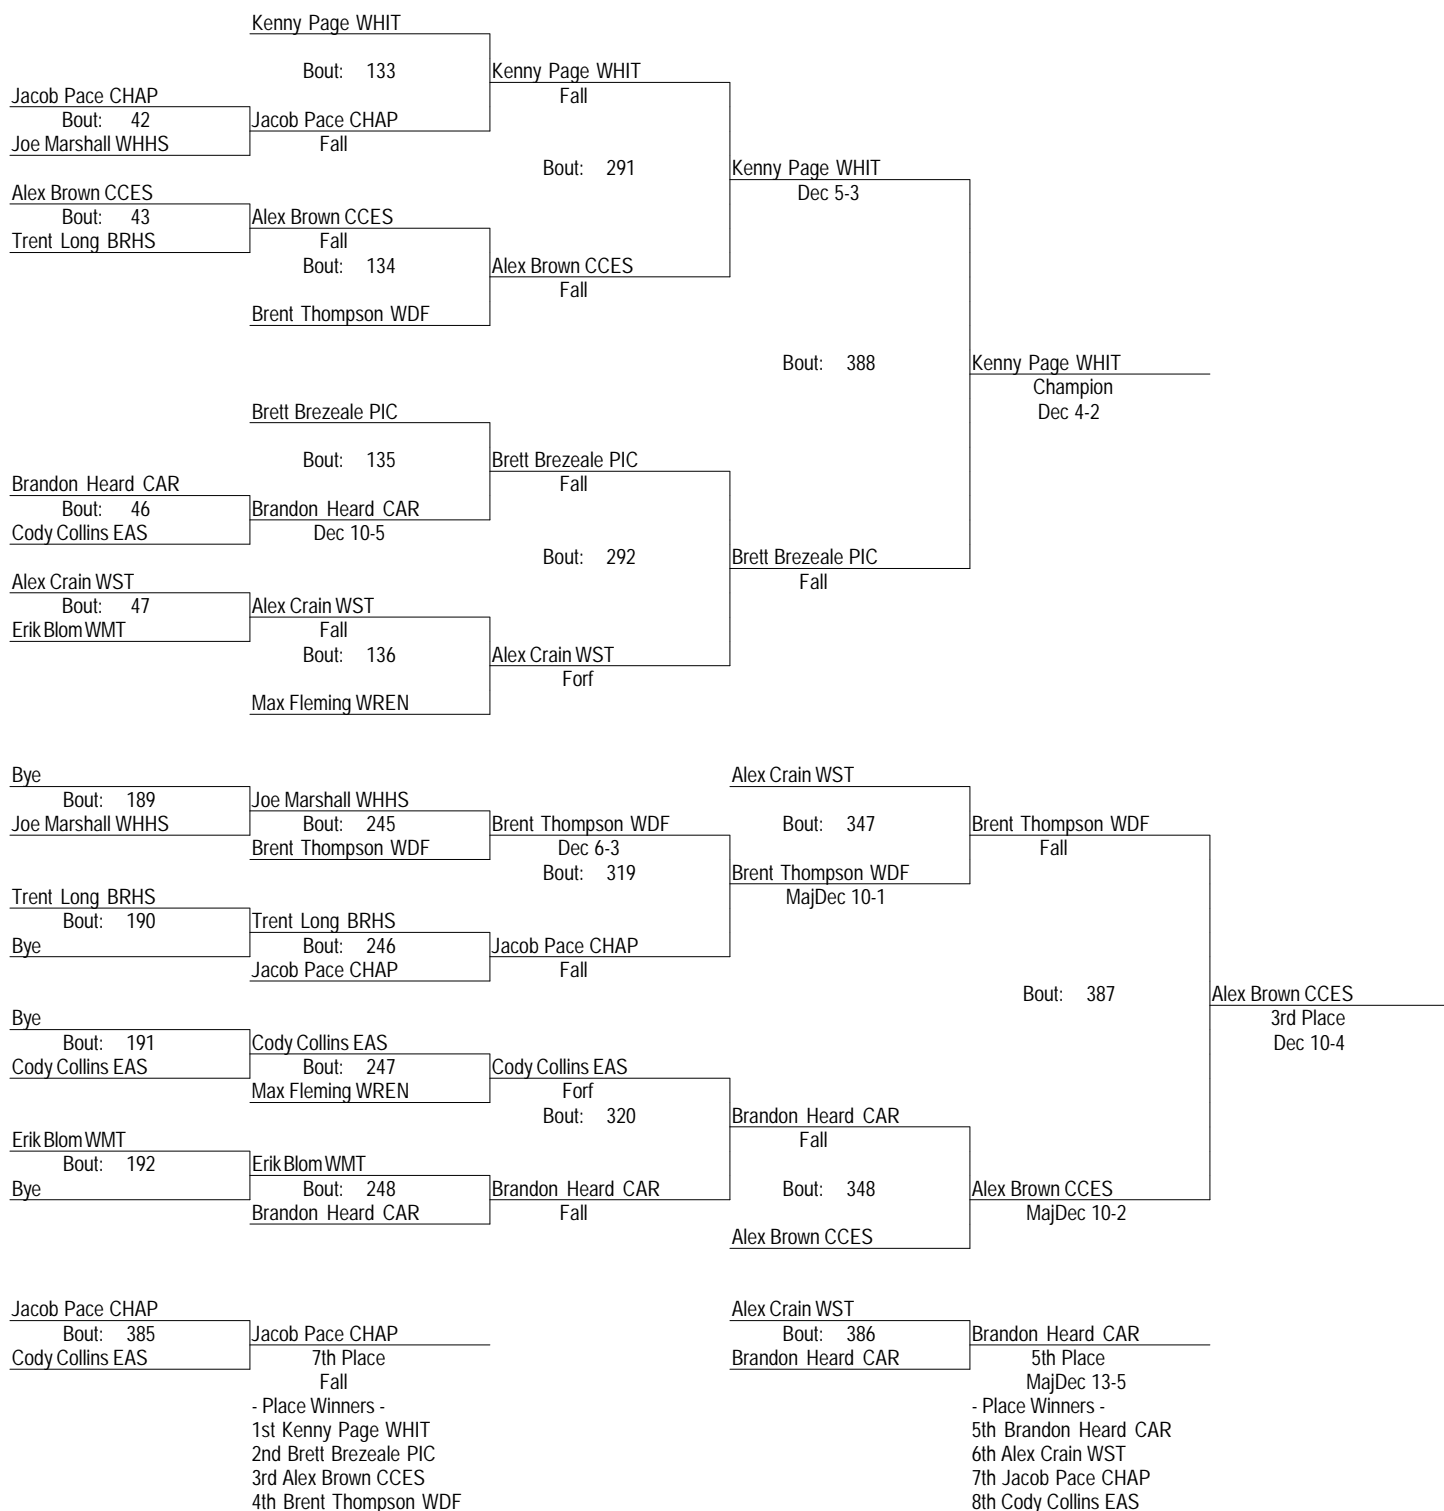 Kenny Page WHIT
Bout: 133 Kenny Page WHIT
Jacob Pace CHAP Fall
Bout: 42 Jacob Pace CHAP
Joe Marshall WHHS Fall
Bout: 291 Kenny Page WHIT
Alex Brown CCES Dec 5-3
Bout: 43 Alex Brown CCES
Trent Long BRHS Fall
Bout: 134 Alex Brown CCES
Fall
Brent Thompson WDF
Bout: 388 Kenny Page WHIT
Champion
Brett Brezeale PIC Dec 4-2
Bout: 135 Brett Brezeale PIC
Brandon Heard CAR Fall
Bout: 46 Brandon Heard CAR
Cody Collins EAS Dec 10-5
Bout: 292 Brett Brezeale PIC
Alex Crain WST Fall
Bout: 47 Alex Crain WST
Erik Blom WMT Fall
Bout: 136 Alex Crain WST
Forf
Max Fleming WREN
Bye Alex Crain WST
Bout: 189 Joe Marshall WHHS
Joe Marshall WHHS Bout: 245 Brent Thompson WDF Bout: 347 Brent Thompson WDF
Brent Thompson WDF Dec 6-3 Fall
Bout: 319 Brent Thompson WDF
Trent Long BRHS MajDec 10-1
Bout: 190 Trent Long BRHS
Bye Bout: 246 Jacob Pace CHAP
Jacob Pace CHAP Fall
Bout: 387 Alex Brown CCES
Bye 3rd Place
Bout: 191 Cody Collins EAS Dec 10-4
Cody Collins EAS Bout: 247 Cody Collins EAS
Max Fleming WREN Forf
Bout: 320 Brandon Heard CAR
Erik Blom WMT Fall
Bout: 192 Erik Blom WMT
Bye Bout: 248 Brandon Heard CAR Bout: 348 Alex Brown CCES
Brandon Heard CAR Fall MajDec 10-2
Alex Brown CCES
Jacob Pace CHAP Alex Crain WST
Bout: 385 Jacob Pace CHAP Bout: 386 Brandon Heard CAR
Cody Collins EAS 7th Place Brandon Heard CAR 5th Place
Fall MajDec 13-5
- Place Winners - - Place Winners -
1st Kenny Page WHIT 5th Brandon Heard CAR
2nd Brett Brezeale PIC 6th Alex Crain WST
3rd Alex Brown CCES 7th Jacob Pace CHAP
4th Brent Thompson WDF 8th Cody Collins EAS